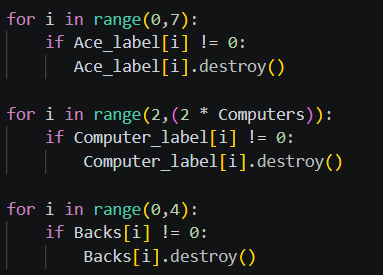 for i in range(0,7):
    if Ace_label[i] != 0:
        Ace_label[i].destroy()

for i in range(2,(2 * Computers)):
    if Computer_label[i] != 0:
         Computer_label[i].destroy()

for i in range(0,4):
    if Backs[i] != 0:
         Backs[i].destroy()